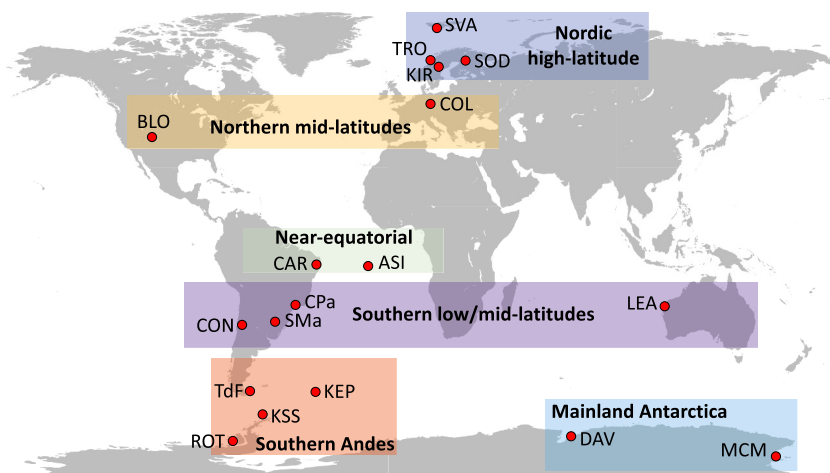 SVA
Nordic
high-latitude
TRO
SOD
KIR
COL
BLO
Northern mid-latitudes
Near-equatorial
CAR
ASI
CPa
LEA
SMa
CON
Southern low/mid-latitudes
TdF
KEP
KSS
ROT
Southern Andes
Mainland Antarctica
DAV
MCM